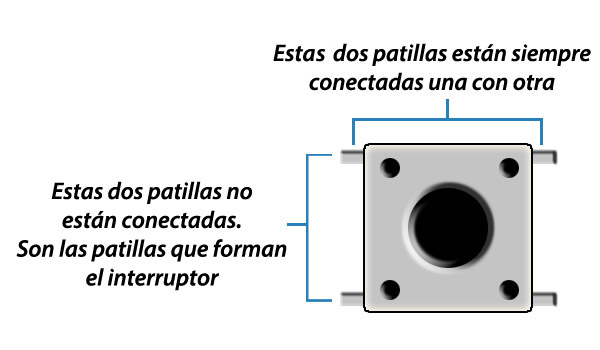 Estas dos patillas están siempre
conectadas una con otra
Estas dos patillas no
están conectadas.
Son las patillas que forman
el interruptor